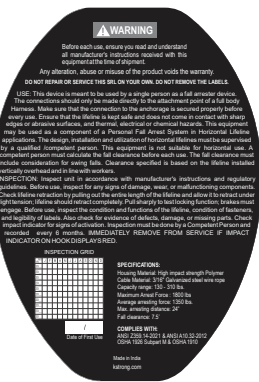 WARNING
Before each use, ensure you read and understand
all manufacturer's instructions received with this
equipment at the time of shipment.
Any alteration, abuse or misuse of the product voids the warranty.
DO NOT REPAIR OR SERVICE THIS SRL ON YOUR OWN. DO NOT REMOVE THE LABELS.
USE: This device is meant to be used by a single person as a fall arrester device.
The connections should only be made directly to the attachment point of a full body
Harness. Make sure that the connection to the anchorage is secured properly before
every use. Ensure that the lifeline is kept safe and does not come in contact with sharp
edges or abrasive surfaces, and thermal, electrical or chemical hazards. This equipment
may be used as a component of a Personal Fall Arrest System in Horizontal Lifeline
applications. The design, installation and utilization of horizontal lifelines must be supervised
by a qualified /competent person. This equipment is not suitable for horizontal use. A
competent person must calculate the fall clearance before each use. The fall clearance must
include consideration for swing falls. Clearance specified is based on the lifeline installed
vertically overhead and in line with workers.
INSPECTION: Inspect unit in accordance with manufacturer's instructions and regulatory
guidelines. Before use, inspect for any signs of damage, wear, or malfunctioning components.
Check lifeline retraction by pulling out the entire length of the lifeline and allow it to retract under
light tension; lifeline should retract completely. Pull sharply to test locking function; brakes must
engage. Before use, inspect the condition and functions of the lifeline, condition of fasteners,
and legibility of labels. Also check for evidence of defects, damage, or missing parts. Check
impact indicator for signs of activation. Inspection must be done by a Competent Person and
recorded every 6 months. IMMEDIATELY REMOVE FROM SERVICE IF IMPACT
INDICATOR ON HOOK DISPLAYS RED.
INSPECTION GRID
/
Date of First Use
SPECIFICATIONS:
Housing Material: High impact strength Polymer
Cable Material: 3/16" Galvanized steel wire rope
Capacity range: 130 - 310 lbs.
Maximum Arrest Force : 1800 lbs
Average arresting force: 1350 lbs.
Max. arresting distance: 24"
Fall clearance: 7.5'
COMPLIES WITH:
ANSI Z359.14-2021 & ANSI A10.32-2012
OSHA 1926 Subpart M & OSHA 1910
Made in India
katrong.com